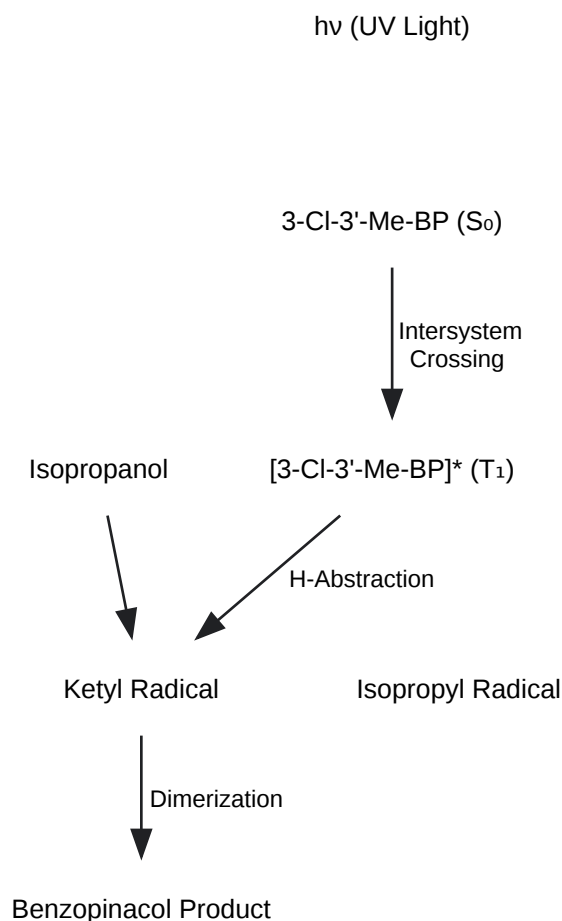 hν (UV Light)
3-Cl-3'-Me-BP (S₀)
Intersystem
Crossing
Isopropanol
[3-Cl-3'-Me-BP]* (T₁)
H-Abstraction
Ketyl Radical
Isopropyl Radical
Dimerization
Benzopinacol Product